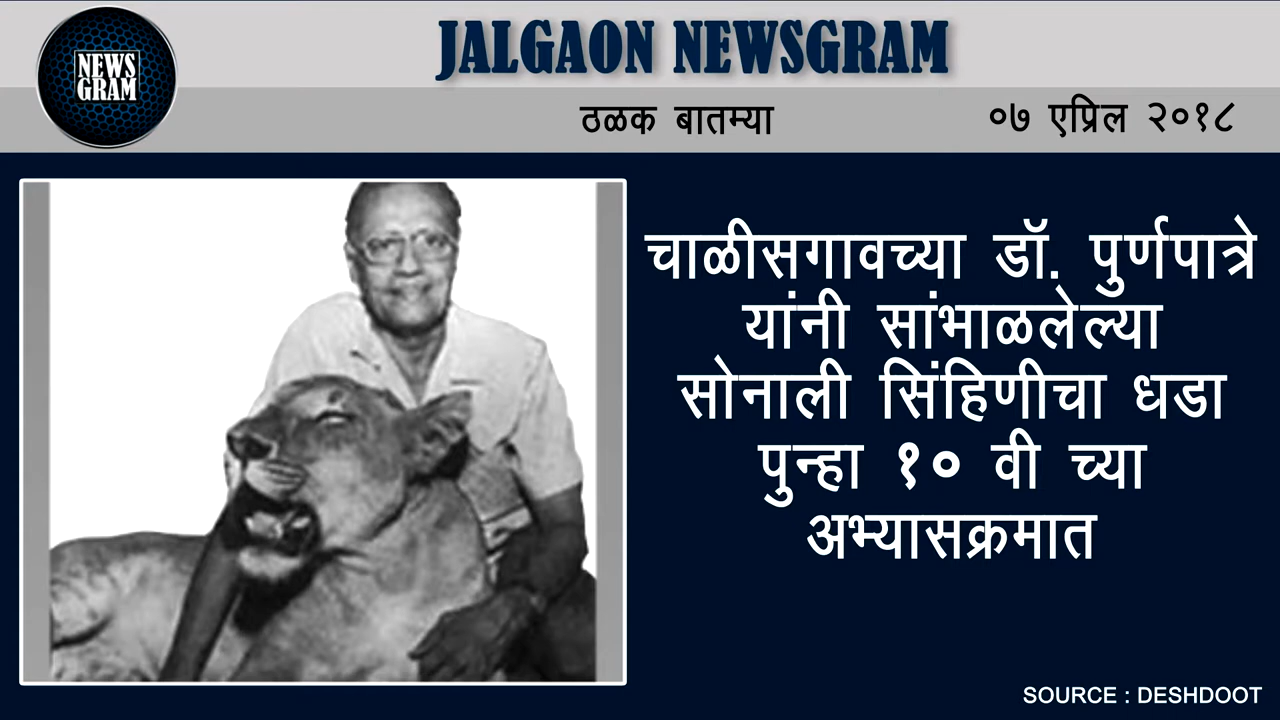 NEWS
GRAM
JALGAON NEWSGRAM
ठळक बातम्या
०७ एप्रिल २०१८
चाळीसगावच्या डॉ. पुर्णपात्रे
यांनी सांभाळलेल्या
सोनाली सिंहिणीचा धडा
पुन्हा १० वी च्या
अभ्यासक्रमात
SOURCE : DESHDOOT